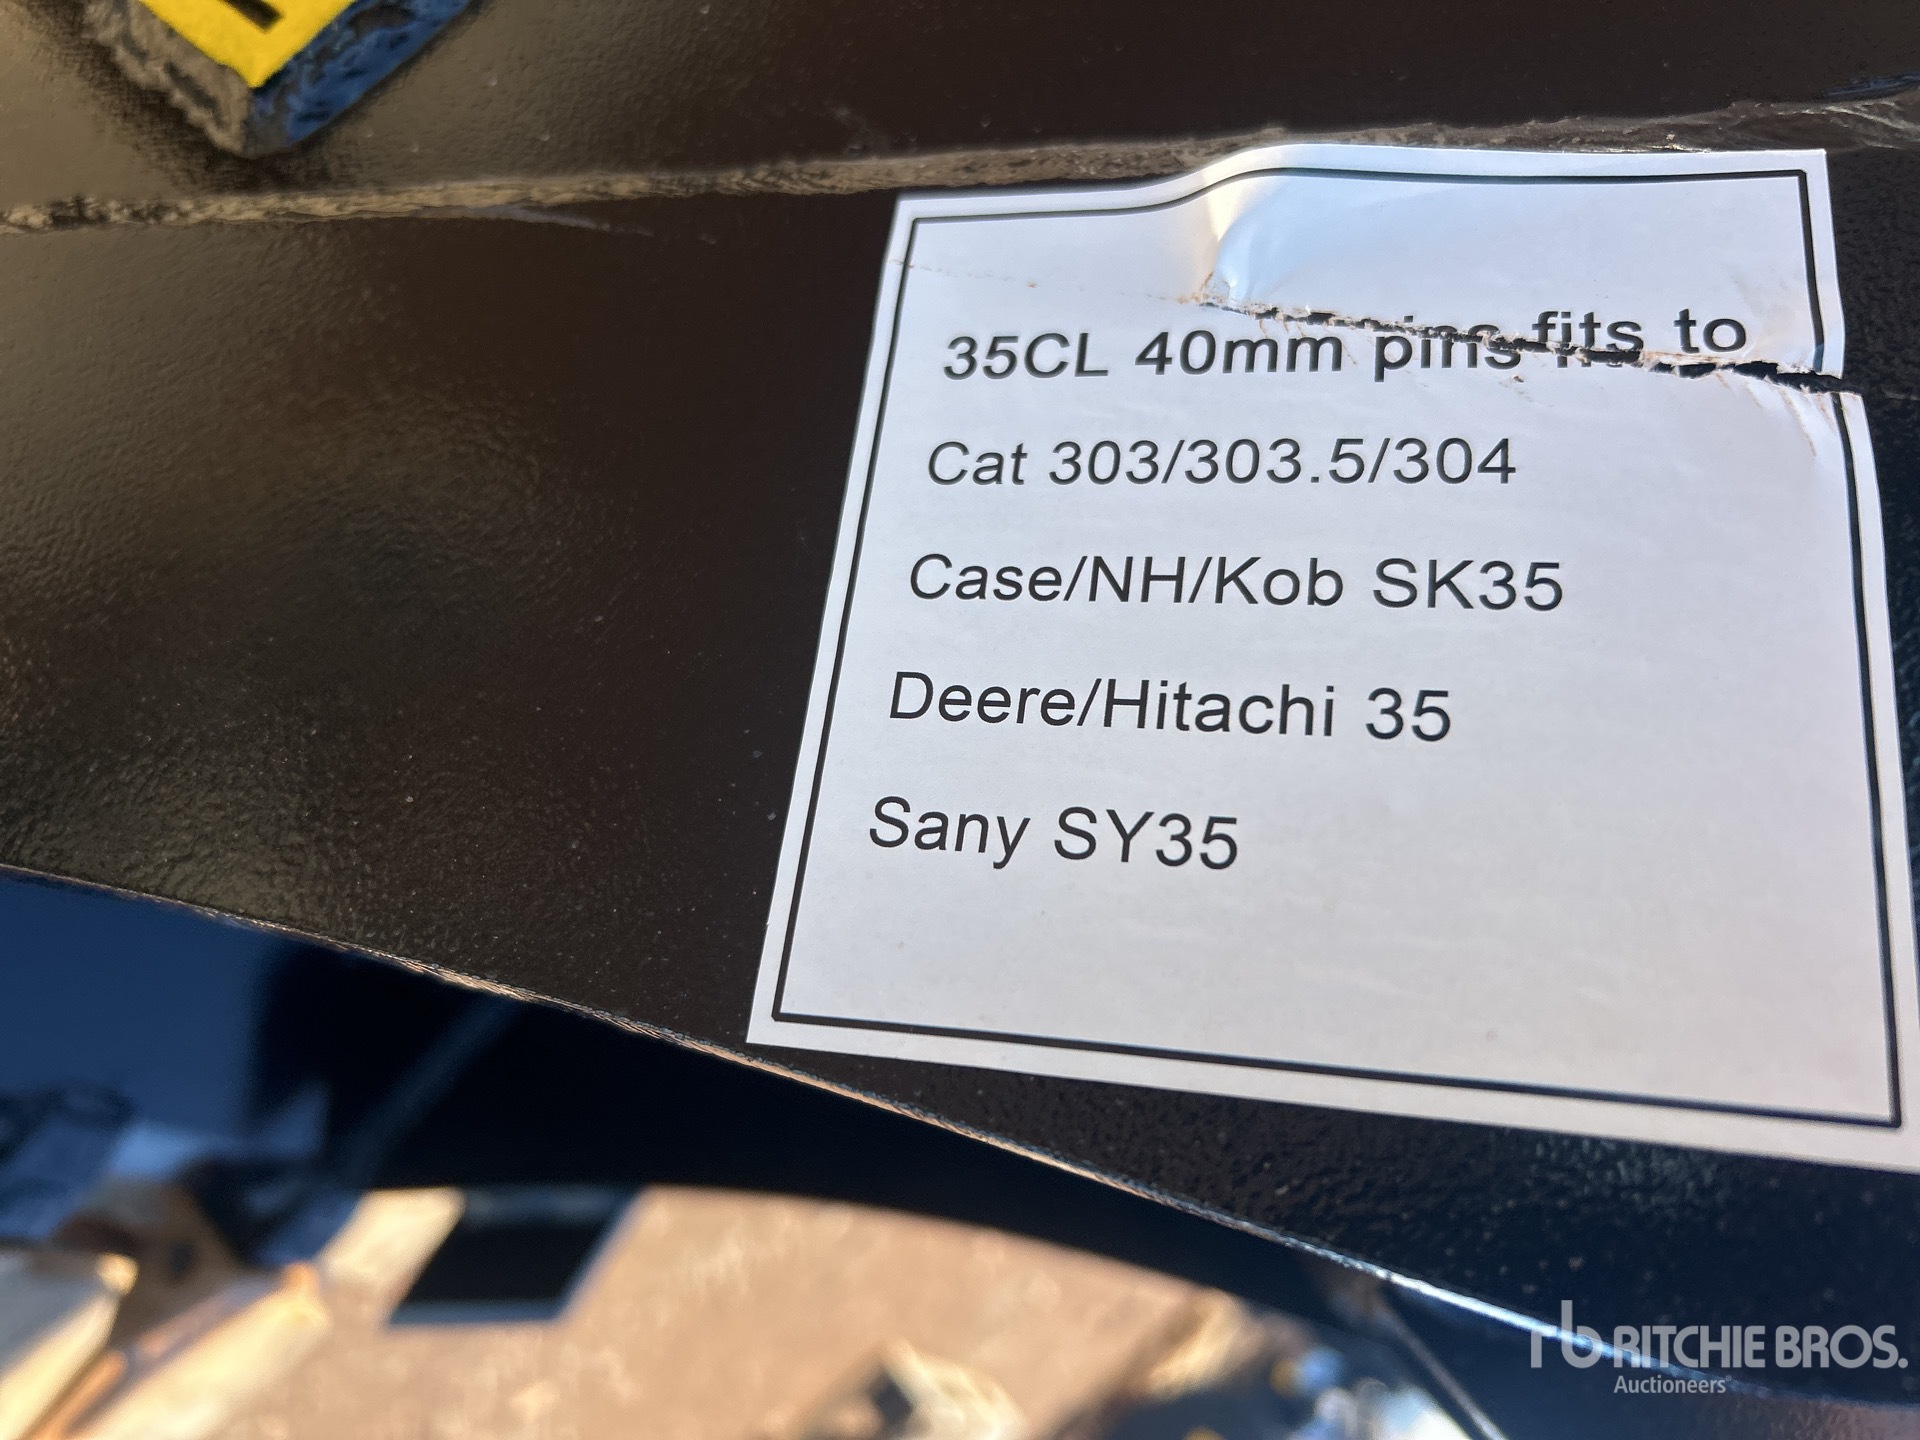 35CL 40mm pins fits to
Cat 303/303.5/304
Case/NH/Kob SK35
Deere/Hitachi 35
Sany SY35
rb RITCHIE BROS.
Auctioneers